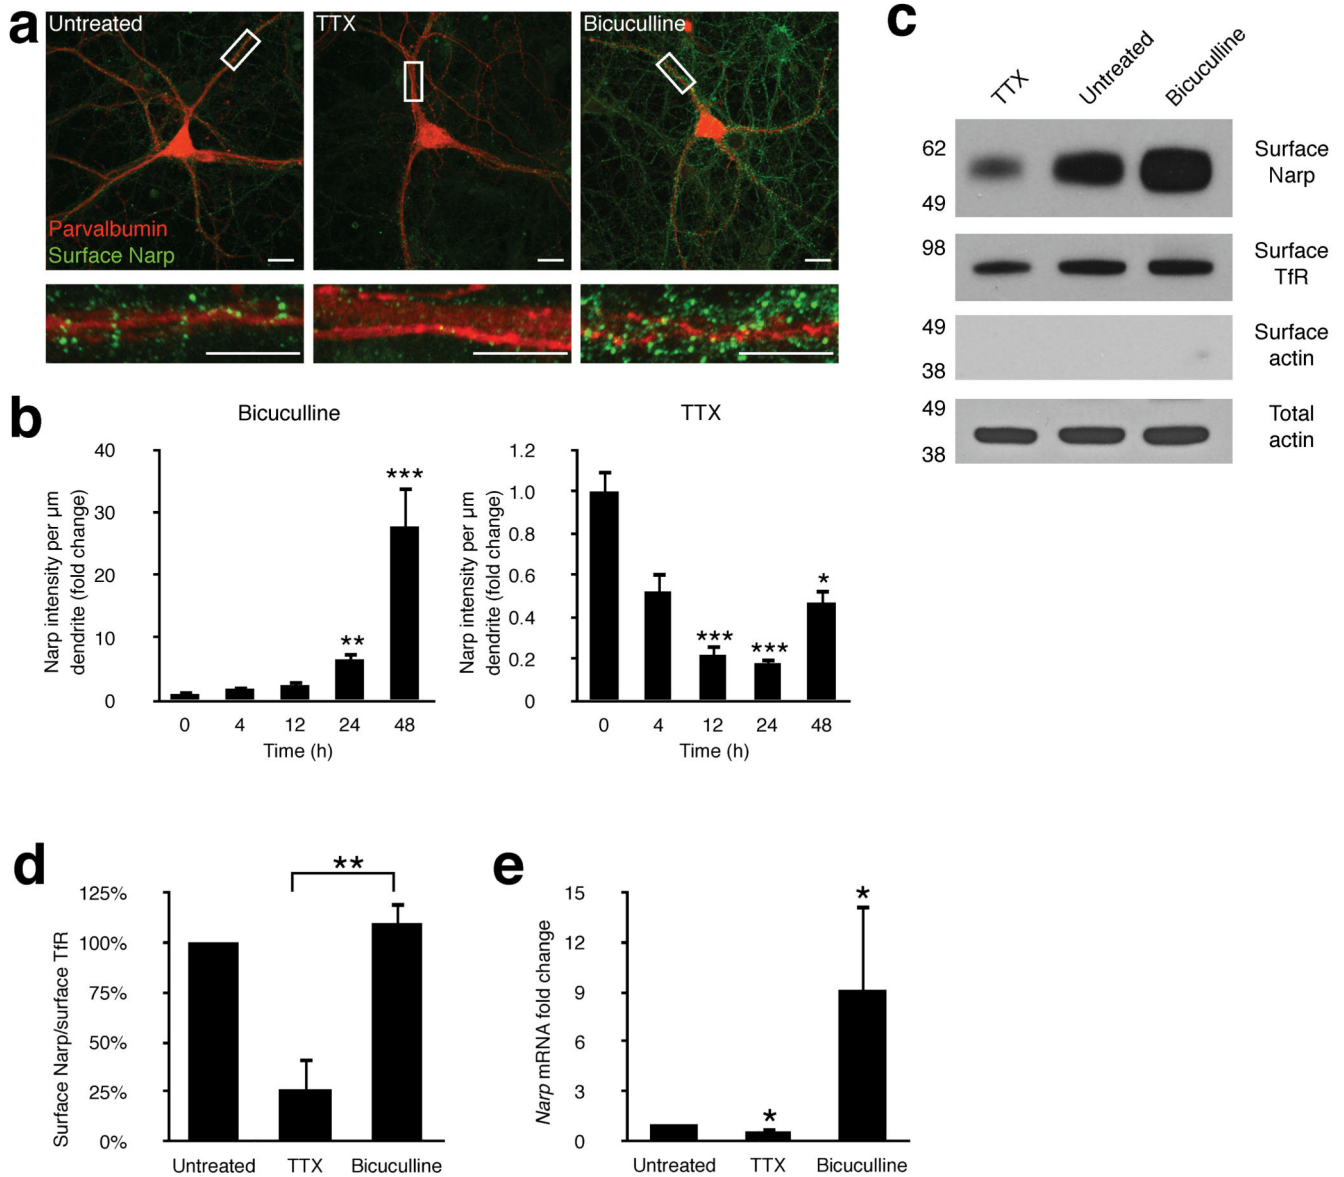 a
Untreated
TTX
Bicuculline
Parvalbumin
Surface Narp
b
Bicuculline
Narp intensity per µm
dendrite (fold change)
40
30
20
10
0
**
***
0 4 12 24 48
Time (h)
TTX
Narp intensity per µm
dendrite (fold change)
1.2
1.0
0.8
0.6
0.4
0.2
0
***
***
*
0 4 12 24 48
Time (h)
c
TTX
Untreated
Bicuculline
62
49
Surface
Narp
98
Surface
TfR
49
38
Surface
actin
49
38
Total
actin
d
Surface Narp/surface TfR
125%
100%
75%
50%
25%
0%
**
Untreated TTX Bicuculline
e
Narp mRNA fold change
15
12
9
6
3
0
*
*
Untreated TTX Bicuculline